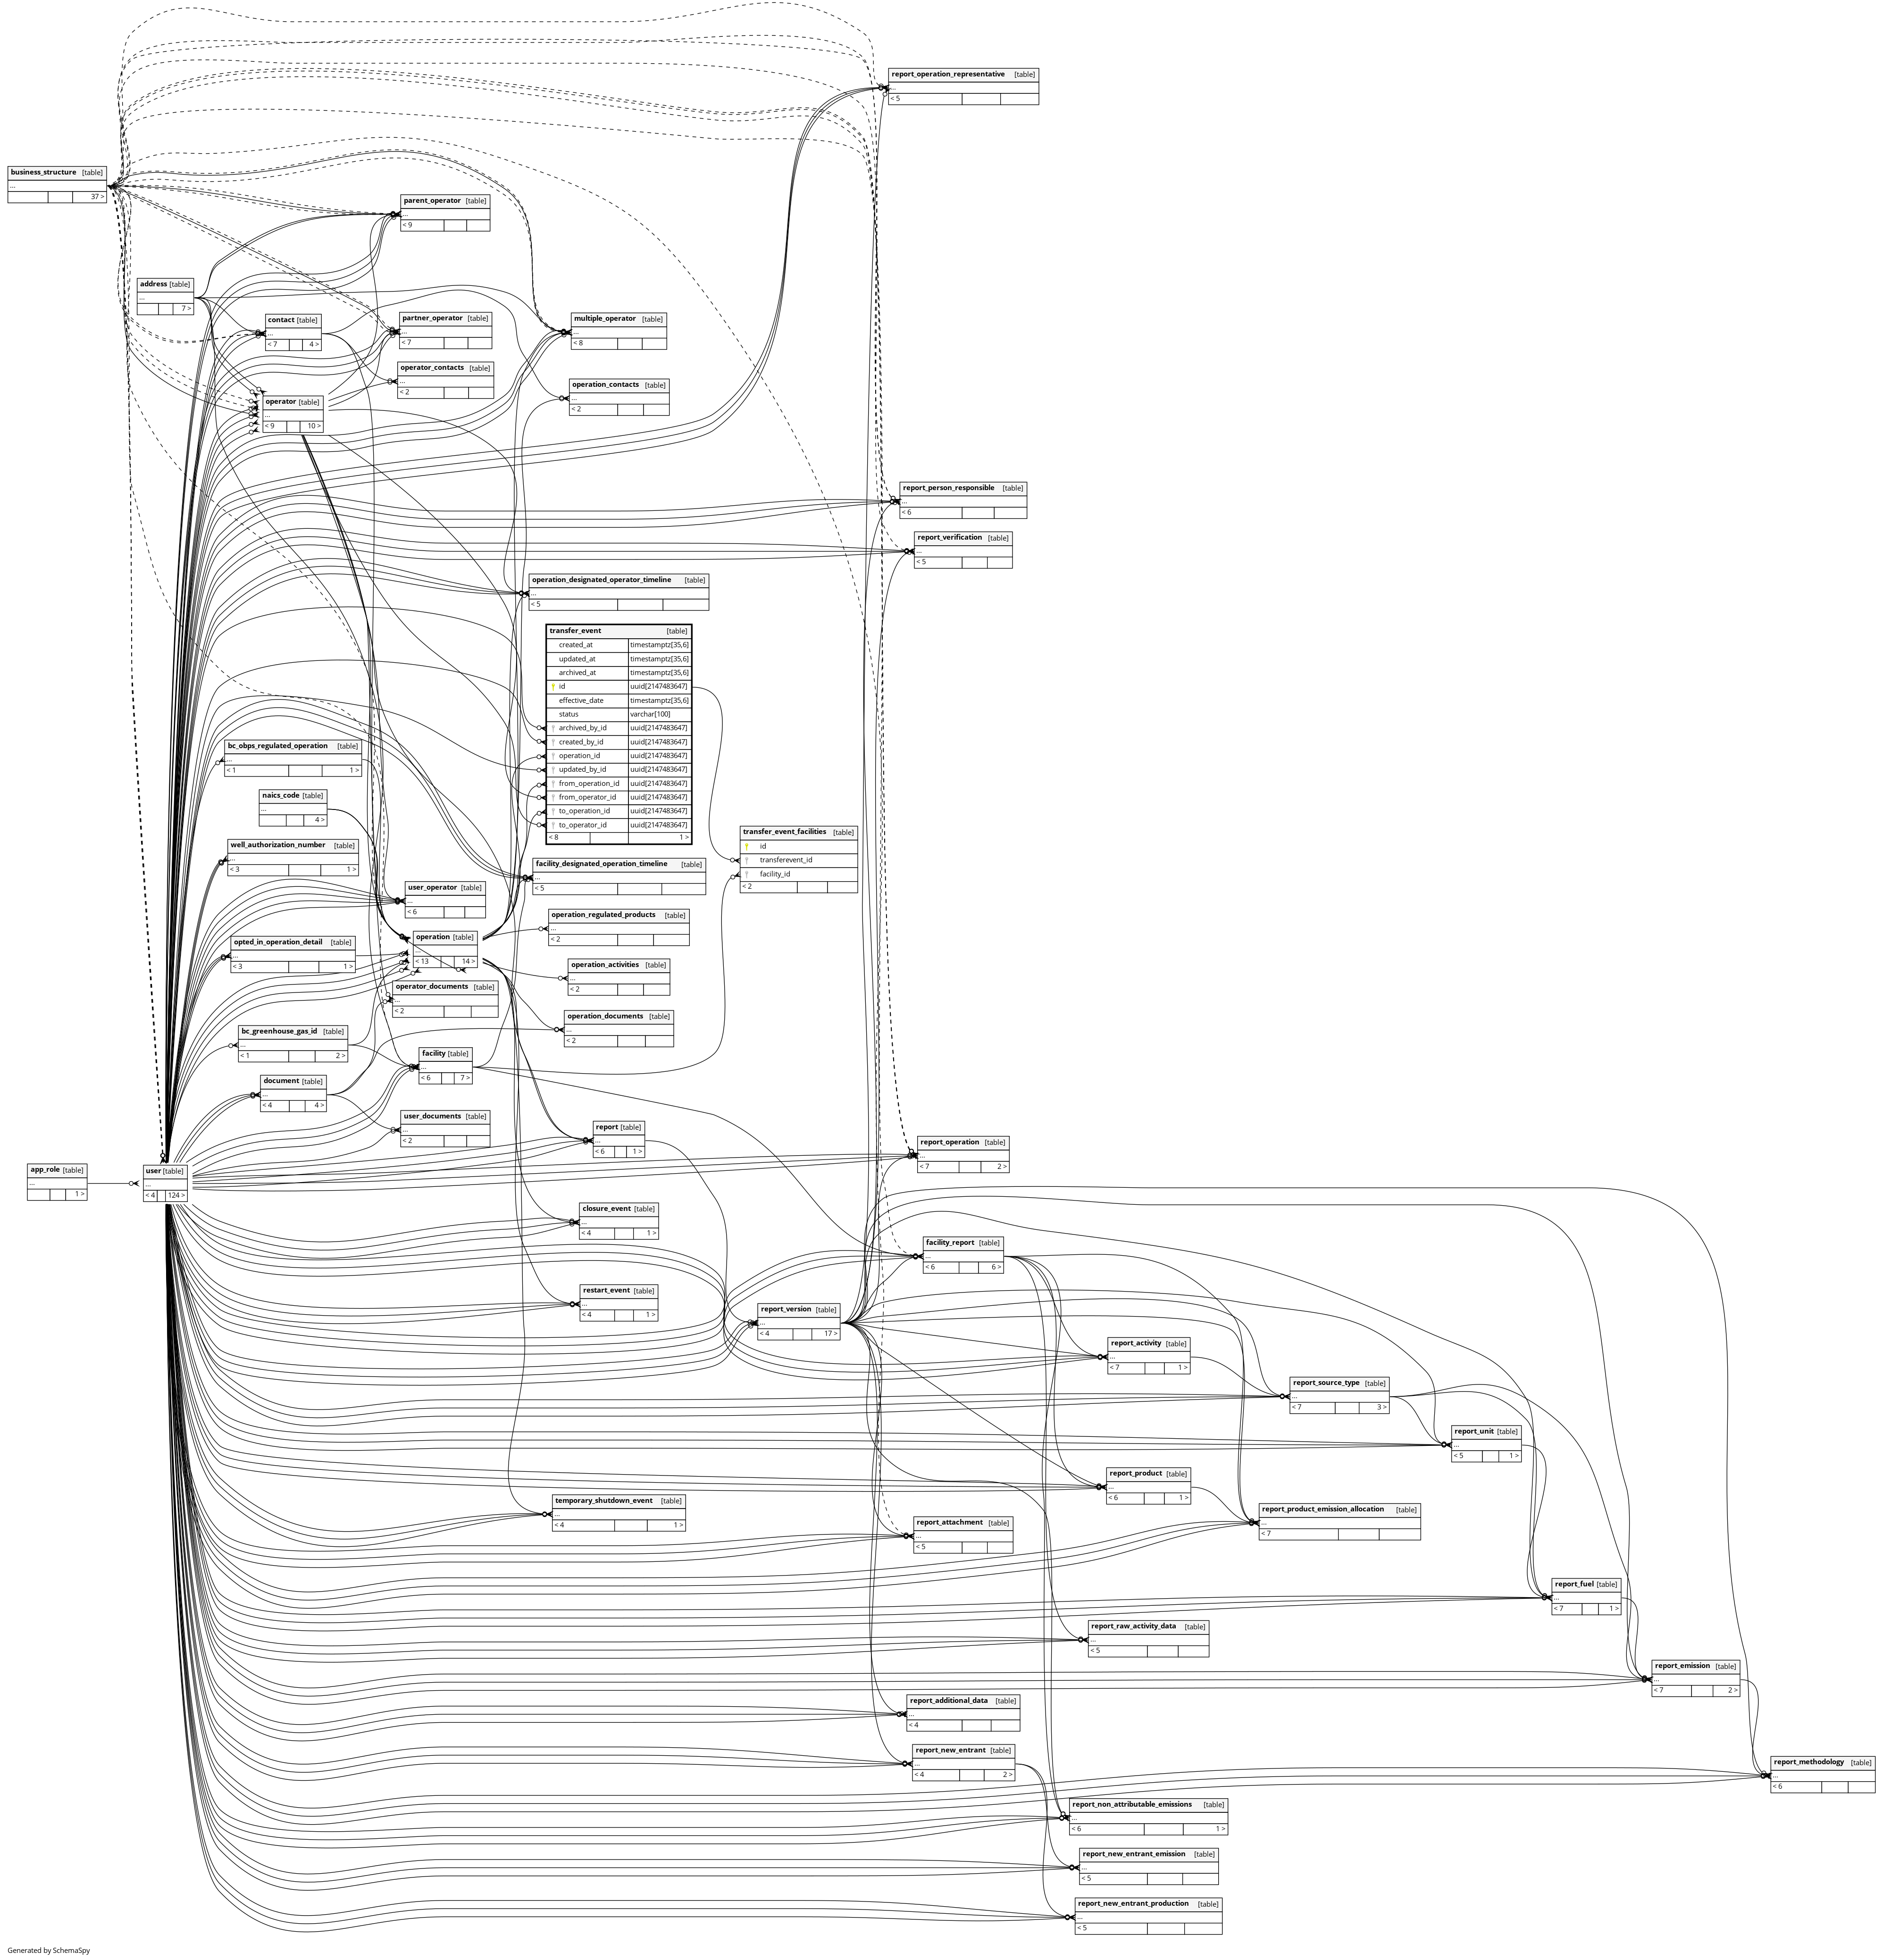 report_operation_representative [table]
...
< 5
business_structure [table]
...
37 >
parent_operator [table]
...
< 9
address [table]
...
7 >
contact [table]
...
< 7 4 >
partner_operator [table]
...
< 7
multiple_operator [table]
...
< 8
operator_contacts [table]
...
< 2
operation_contacts [table]
...
< 2
operator [table]
...
< 9 10 >
report_person_responsible [table]
...
< 6
report_verification [table]
...
< 5
operation_designated_operator_timeline [table]
...
< 5
transfer_event [table]
created_at timestamptz[35,6]
updated_at timestamptz[35,6]
archived_at timestamptz[35,6]
id uuid[2147483647]
effective_date timestamptz[35,6]
status varchar[100]
archived_by_id uuid[2147483647]
created_by_id uuid[2147483647]
operation_id uuid[2147483647]
updated_by_id uuid[2147483647]
from_operation_id uuid[2147483647]
from_operator_id uuid[2147483647]
to_operation_id uuid[2147483647]
to_operator_id uuid[2147483647]
< 8 1 >
bc_obps_regulated_operation [table]
...
< 1 1 >
naics_code [table]
...
4 >
transfer_event_facilities [table]
id
transferevent_id
facility_id
< 2
well_authorization_number [table]
...
< 3 1 >
facility_designated_operation_timeline [table]
...
< 5
user_operator [table]
...
< 6
operation_regulated_products [table]
...
< 2
opted_in_operation_detail [table]
...
< 3 1 >
operation [table]
...
< 13 14 >
operation_activities [table]
...
< 2
operator_documents [table]
...
< 2
operation_documents [table]
...
< 2
bc_greenhouse_gas_id [table]
...
< 1 2 >
facility [table]
...
< 6 7 >
document [table]
...
< 4 4 >
user_documents [table]
...
< 2
report [table]
...
< 6 1 >
report_operation [table]
...
< 7 2 >
app_role [table]
...
1 >
user [table]
...
< 4 124 >
closure_event [table]
...
< 4 1 >
facility_report [table]
...
< 6 6 >
restart_event [table]
...
< 4 1 >
report_version [table]
...
< 4 17 >
report_activity [table]
...
< 7 1 >
report_source_type [table]
...
< 7 3 >
report_unit [table]
...
< 5 1 >
report_product [table]
...
< 6 1 >
temporary_shutdown_event [table]
...
< 4 1 >
report_product_emission_allocation [table]
...
< 7
report_attachment [table]
...
< 5
report_fuel [table]
...
< 7 1 >
report_raw_activity_data [table]
...
< 5
report_emission [table]
...
< 7 2 >
report_additional_data [table]
...
< 4
report_new_entrant [table]
...
< 4 2 >
report_methodology [table]
...
< 6
report_non_attributable_emissions [table]
...
< 6 1 >
report_new_entrant_emission [table]
...
< 5
report_new_entrant_production [table]
...
< 5
Generated by SchemaSpy